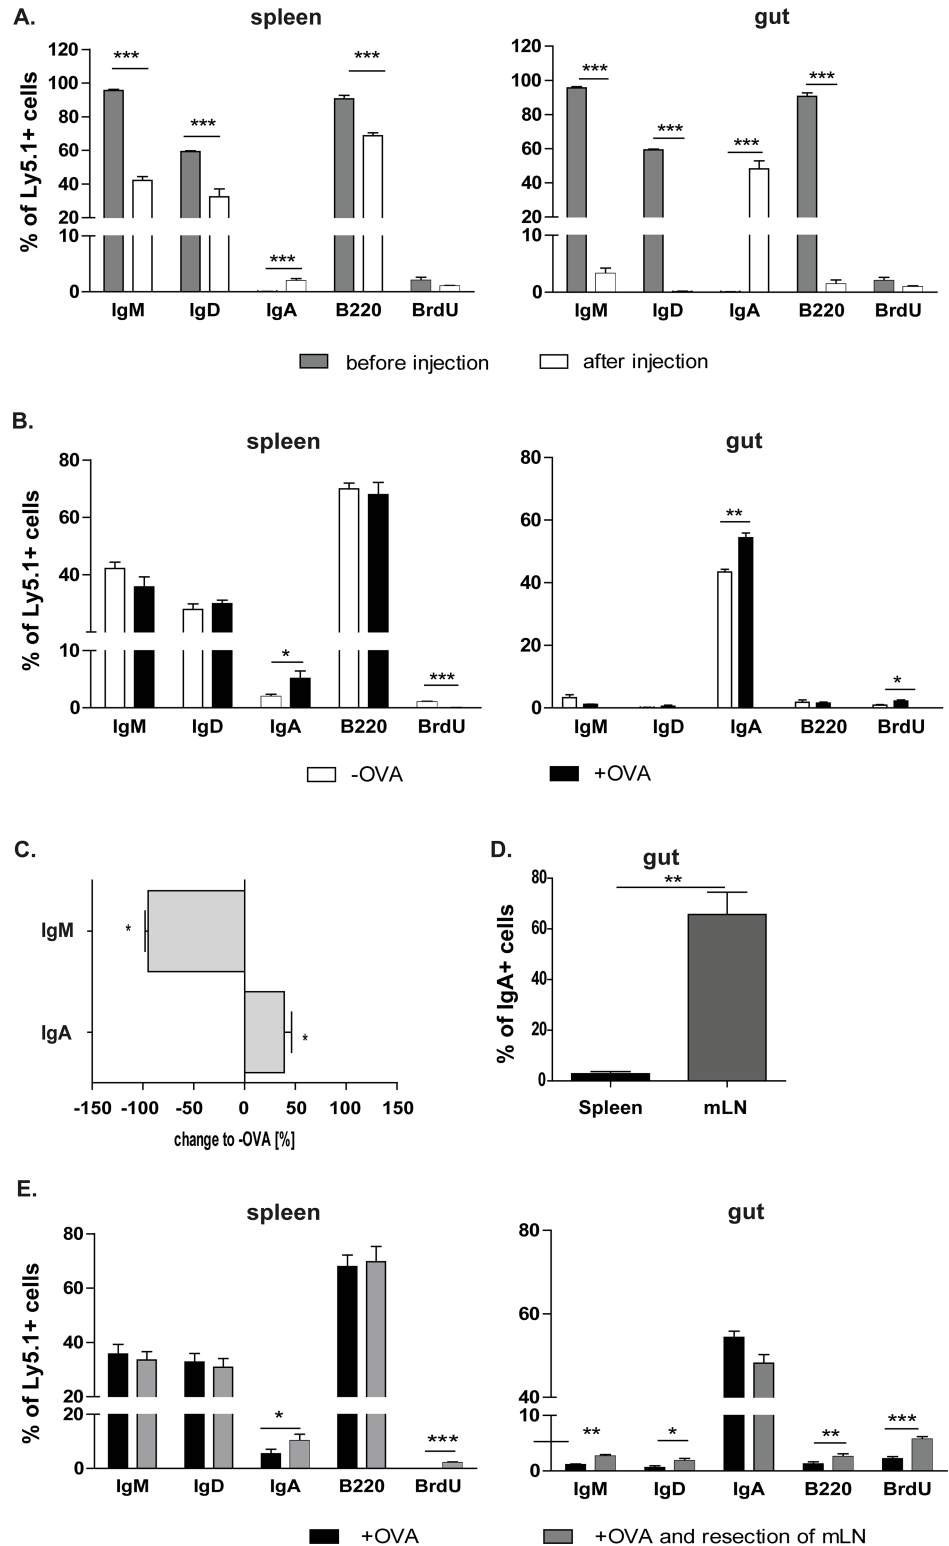 A.
spleen
gut
% of Ly5.1+ cells
120
100
80
60
40
20
10
0
***
***
***
***
IgM
IgD
IgA
B220
BrdU
120
100
80
60
40
20
10
0
***
***
***
***
IgM
IgD
IgA
B220
BrdU
before injection
after injection
B.
spleen
gut
% of Ly5.1+ cells
80
60
40
10
0
*
***
IgM
IgD
IgA
B220
BrdU
80
60
40
20
0
**
*
IgM
IgD
IgA
B220
BrdU
-OVA
+OVA
C.
IgM
*
IgA
*
-150 -100 -50 0 50 100 150
change to -OVA [%]
D.
gut
% of IgA+ cells
80
60
40
20
0
**
Spleen
mLN
E.
spleen
gut
% of Ly5.1+ cells
80
60
40
20
20
0
*
***
IgM
IgD
IgA
B220
BrdU
80
60
40
10
0
**
*
**
***
IgM
IgD
IgA
B220
BrdU
+OVA
+OVA and resection of mLN